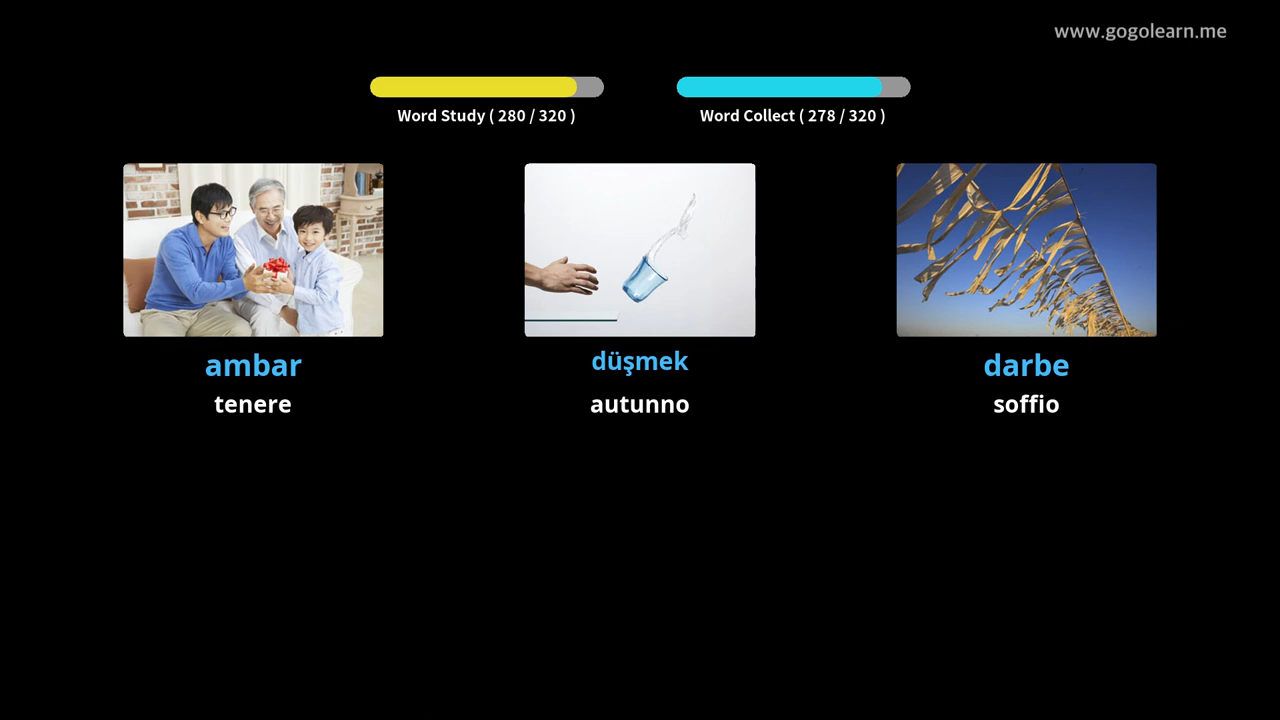 www.gogolearn.me
Word Study ( 280 / 320 )
Word Collect ( 278 / 320 )
ambar
tenere
düşmek
autunno
darbe
soffio